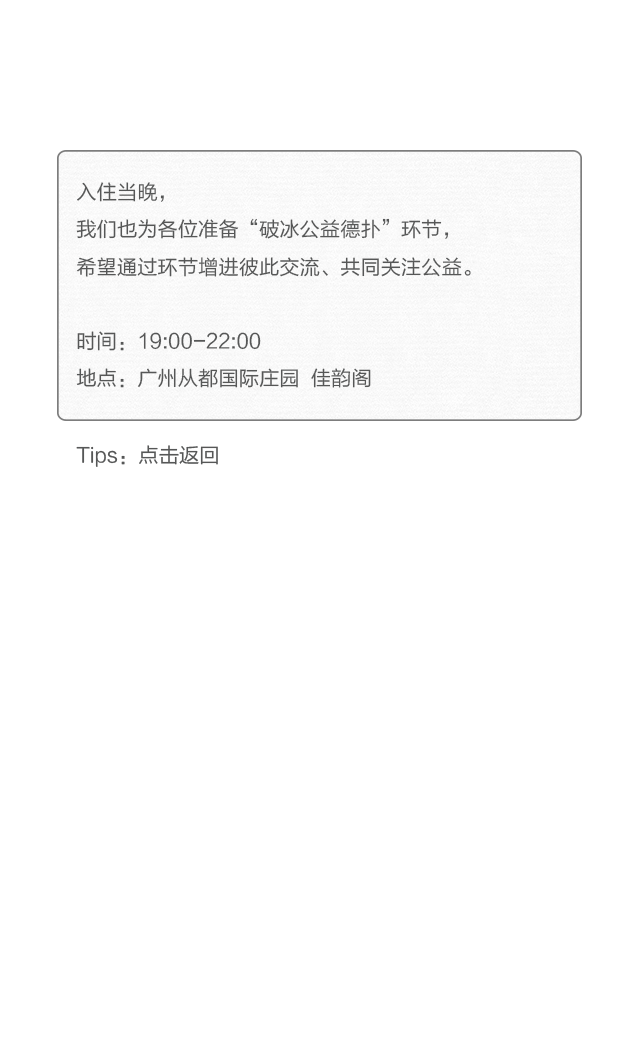 入住当晚，
我们也为各位准备“破冰公益德扑”环节，
希望通过环节增进彼此交流、共同关注公益。
时间：19:00-22:00
地点：广州从都国际庄园 佳韵阁
Tips：点击返回